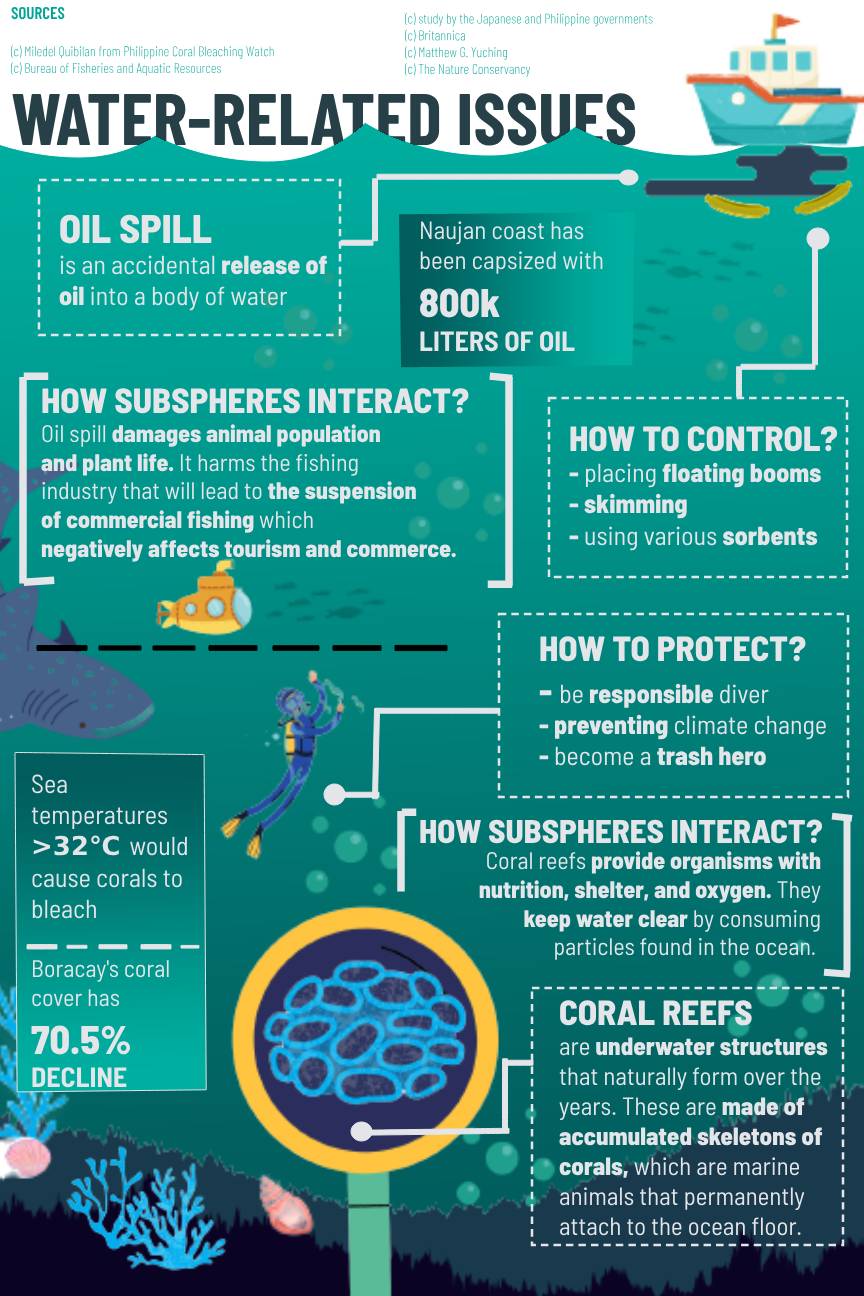 SOURCES
(c) Miledel Quibilan from Philippine Coral Bleaching Watch
(c) Bureau of Fisheries and Aquatic Resources
(c) study by the Japanese and Philippine governments
(c) Britannica
(c) Matthew G. Yuching
(c) The Nature Conservancy
WATER-RELATED ISSUES
OIL SPILL
is an accidental release of
oil into a body of water
Naujan coast has
been capsized with
800k
LITERS OF OIL
HOW SUBSPHERES INTERACT?
Oil spill damages animal population
and plant life. It harms the fishing
industry that will lead to the suspension
of commercial fishing which
negatively affects tourism and commerce.
HOW TO CONTROL?
- placing floating booms
- skimming
- using various sorbents
HOW TO PROTECT?
- be responsible diver
- preventing climate change
- become a trash hero
Sea
temperatures
>32°C would
cause corals to
bleach
Boracay's coral
cover has
70.5%
DECLINE
HOW SUBSPHERES INTERACT?
Coral reefs provide organisms with
nutrition, shelter, and oxygen. They
keep water clear by consuming
particles found in the ocean.
CORAL REEFS
are underwater structures
that naturally form over the
years. These are made of
accumulated skeletons of
corals, which are marine
animals that permanently
attach to the ocean floor.